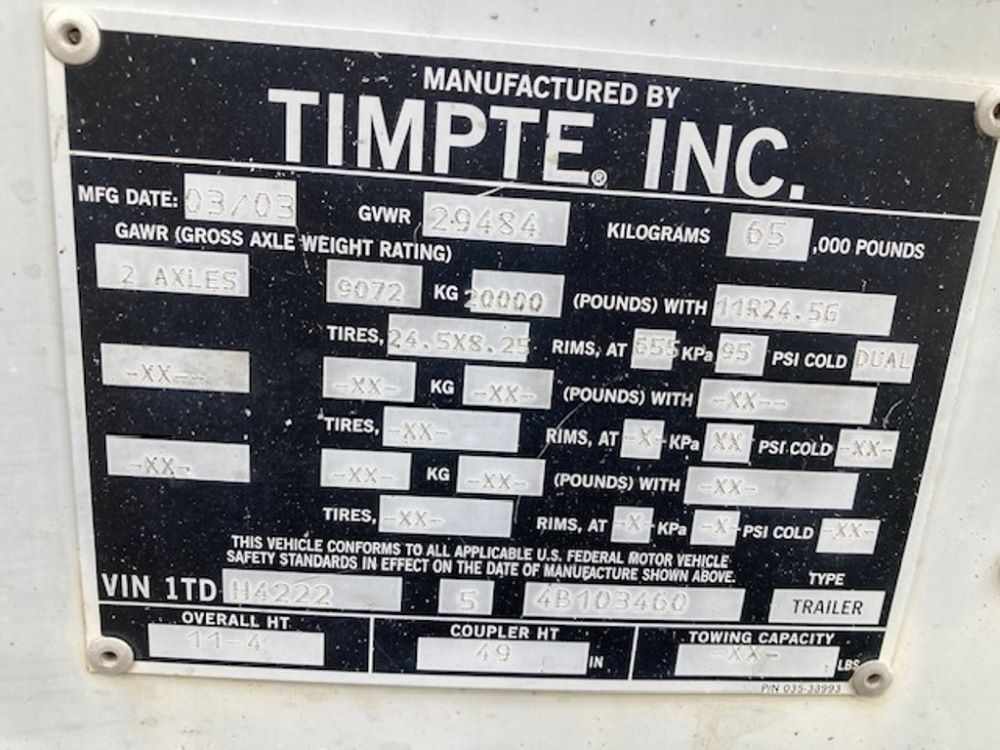 MANUFACTURED BY
TIMPTE® INC.
MFG DATE: 03/03 GVWR 29484 KILOGRAMS 65 ,000 POUNDS
GAWR (GROSS AXLE WEIGHT RATING)
2 AXLES 9072 KG 20000 (POUNDS) WITH 11R24.5G
TIRES, 24.5X8.25 RIMS, AT 655 KPa 95 PSI COLD DUAL
-XX-- -XX- KG -XX- (POUNDS) WITH -XX--
TIRES, -XX- RIMS, AT -X- KPa XX PSI COLD -XX-
-XX- -XX- KG -XX- (POUNDS) WITH -XX-
TIRES, -XX- RIMS, AT -X- KPa -X- PSI COLD -XX-
THIS VEHICLE CONFORMS TO ALL APPLICABLE U.S. FEDERAL MOTOR VEHICLE
SAFETY STANDARDS IN EFFECT ON THE DATE OF MANUFACTURE SHOWN ABOVE.
TYPE
VIN 1TD H4222 5 4B103460 TRAILER
OVERALL HT COUPLER HT TOWING CAPACITY
11-4 49 IN -XX- LBS
P/N 035-33993